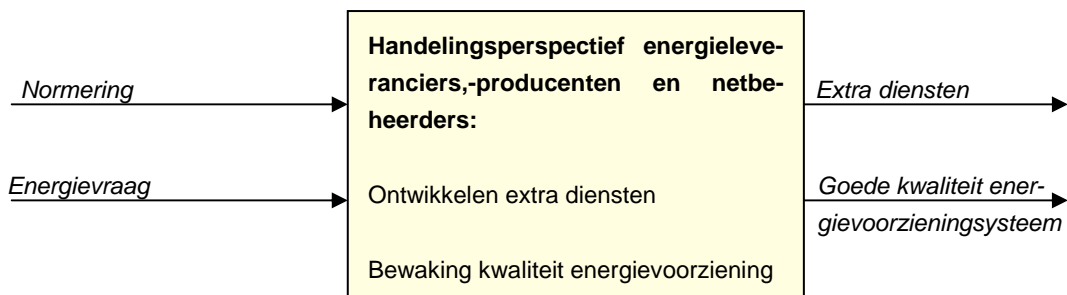 Normering
Energievraag
Handelingsperspectief energieleve-
ranciers,-producenten en netbe-
heerders:
Ontwikkelen extra diensten
Bewaking kwaliteit energievoorziening
Extra diensten
Goede kwaliteit ener-
gievoorzieningsysteem